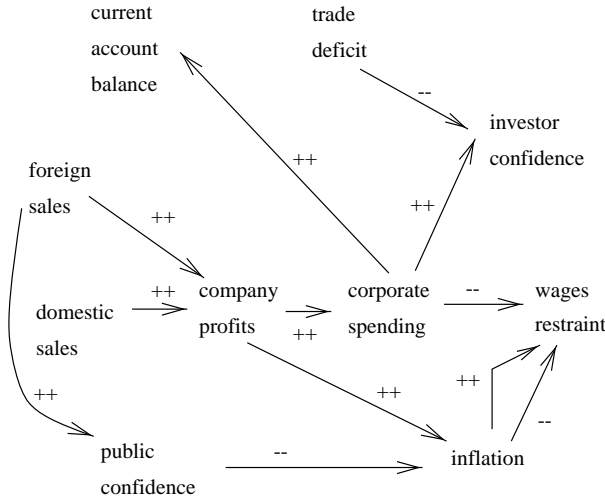 current
account
balance
trade
deficit
--
investor
confidence
++
foreign
sales
++
++
++
company
profits
++
corporate
spending
--
wages
restraint
domestic
sales
++
++
++
--
public
confidence
--
inflation